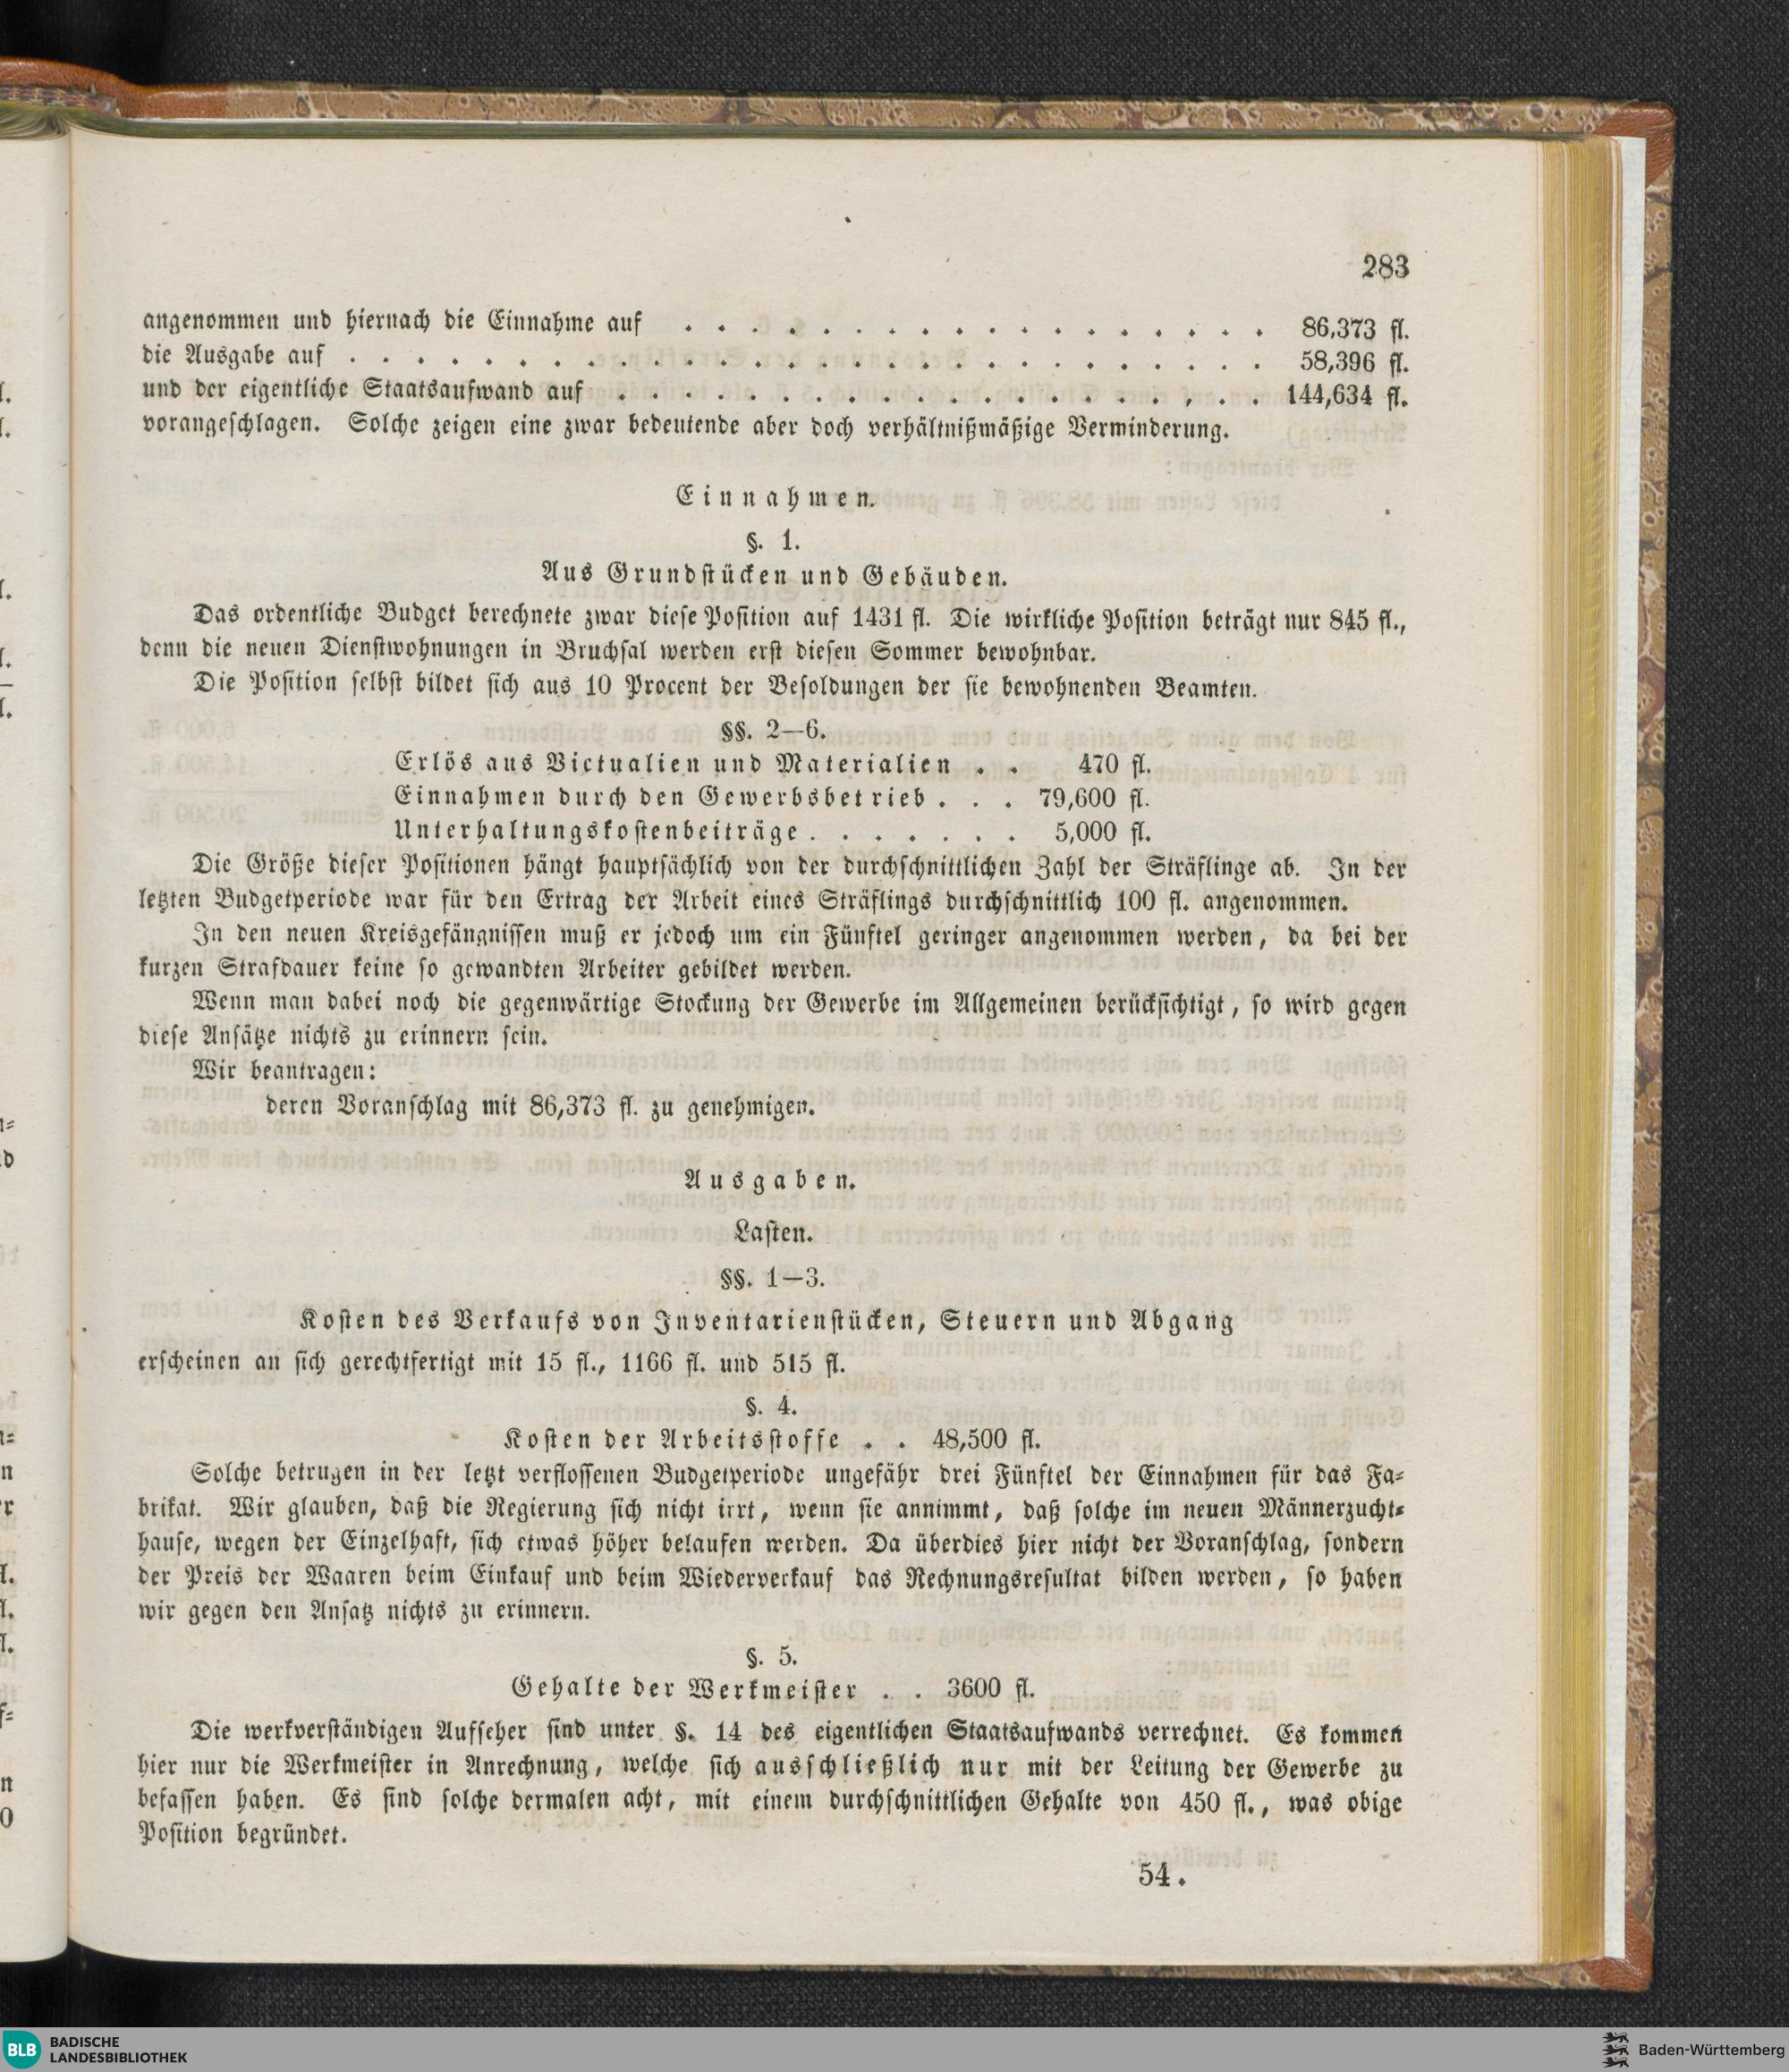 283
angenommen und hiernach die Einnahme auf . . . . . . . . . . . . . . . . . . 86,373 fl.
die Ausgabe auf . . . . . . . . . . . . . . . . . . . . . . . . . . . . 58,396 fl.
und der eigentliche Staatsaufwand auf . . . . . . . . . . . . . . . . . . . . 144,634 fl.
vorangeschlagen. Solche zeigen eine zwar bedeutende aber doch verhältnißmäßige Verminderung.
Einnahmen.
§. 1.
Aus Grundstücken und Gebäuden.
Das ordentliche Budget berechnete zwar diese Position auf 1431 fl. Die wirkliche Position beträgt nur 845 fl.,
denn die neuen Dienstwohnungen in Bruchsal werden erst diesen Sommer bewohnbar.
Die Position selbst bildet sich aus 10 Procent der Besoldungen der sie bewohnenden Beamten.
§§. 2—6.
Erlös aus Victualien und Materialien . . 470 fl.
Einnahmen durch den Gewerbsbetrieb . . . 79,600 fl.
Unterhaltungskostenbeiträge . . . . . . . 5,000 fl.
Die Größe dieser Positionen hängt hauptsächlich von der durchschnittlichen Zahl der Sträflinge ab. In der
letzten Budgetperiode war für den Ertrag der Arbeit eines Sträflings durchschnittlich 100 fl. angenommen.
In den neuen Kreisgefängnissen muß er jedoch um ein Fünftel geringer angenommen werden, da bei der
kurzen Strafdauer keine so gewandten Arbeiter gebildet werden.
Wenn man dabei noch die gegenwärtige Stockung der Gewerbe im Allgemeinen berücksichtigt, so wird gegen
diese Ansätze nichts zu erinnern sein.
Wir beantragen:
deren Voranschlag mit 86,373 fl. zu genehmigen.
Ausgaben.
Lasten.
§§. 1—3.
Kosten des Verkaufs von Inventarienstücken, Steuern und Abgang
erscheinen an sich gerechtfertigt mit 15 fl., 1166 fl. und 515 fl.
§. 4.
Kosten der Arbeitsstoffe . . 48,500 fl.
Solche betrugen in der letzt verflossenen Budgetperiode ungefähr drei Fünftel der Einnahmen für das Fa-
brikat. Wir glauben, daß die Regierung sich nicht irrt, wenn sie annimmt, daß solche im neuen Männerzucht-
hause, wegen der Einzelhaft, sich etwas höher belaufen werden. Da überdies hier nicht der Voranschlag, sondern
der Preis der Waaren beim Einkauf und beim Wiederverkauf das Rechnungsresultat bilden werden, so haben
wir gegen den Ansatz nichts zu erinnern.
§. 5.
Gehalte der Werkmeister . . 3600 fl.
Die werkverständigen Aufseher sind unter §. 14 des eigentlichen Staatsaufwands verrechnet. Es kommen
hier nur die Werkmeister in Anrechnung, welche sich ausschließlich nur mit der Leitung der Gewerbe zu
befassen haben. Es sind solche dermalen acht, mit einem durchschnittlichen Gehalte von 450 fl., was obige
Position begründet.
54.
BLB BADISCHE
LANDESBIBLIOTHEK
Baden-Württemberg